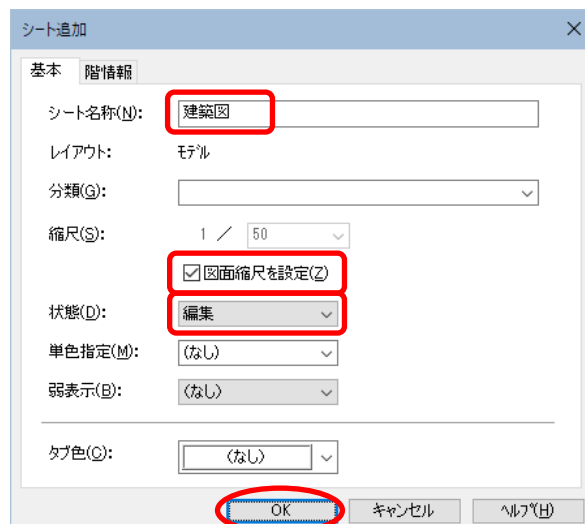 シート追加
基本 階情報
シート名称(N): 建築図
レイアウト: モデル
分類(G):
縮尺(S): 1 ／ 50
図面縮尺を設定(Z)
状態(D): 編集
単色指定(M): (なし)
弱表示(B): (なし)
タブ色(C): (なし)
OK キャンセル ヘルプ(H)